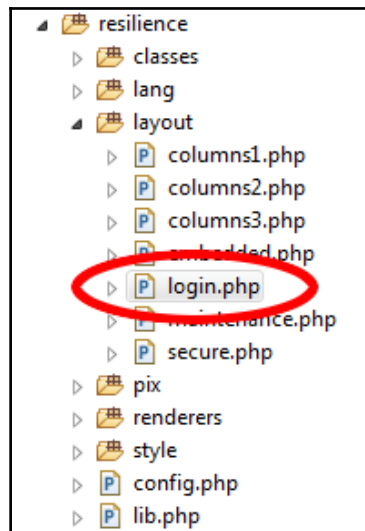 resilience
classes
lang
layout
columns1.php
columns2.php
columns3.php
embedded.php
login.php
maintenance.php
secure.php
pix
renderers
style
config.php
lib.php